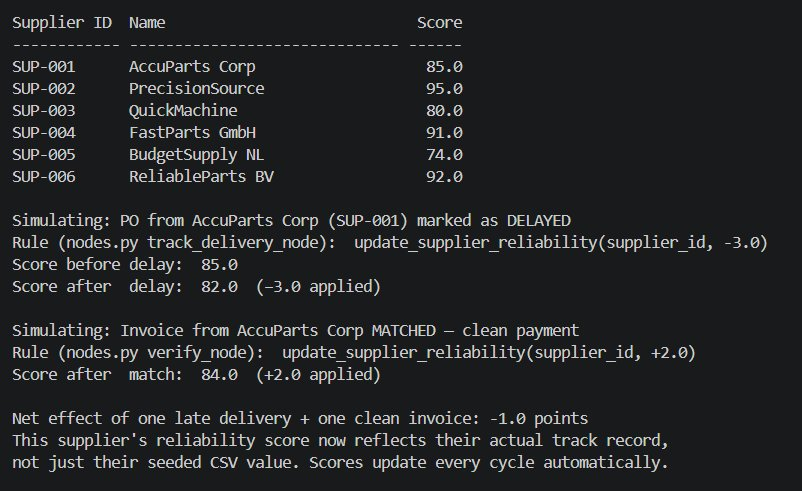 Supplier ID  Name                            Score
------------ ------------------------------ ------
SUP-001      AccuParts Corp                   85.0
SUP-002      PrecisionSource                  95.0
SUP-003      QuickMachine                     80.0
SUP-004      FastParts GmbH                   91.0
SUP-005      BudgetSupply NL                  74.0
SUP-006      ReliableParts BV                 92.0
Simulating: PO from AccuParts Corp (SUP-001) marked as DELAYED
Rule (nodes.py track_delivery_node):  update_supplier_reliability(supplier_id, -3.0)
Score before delay:  85.0
Score after  delay:  82.0  (−3.0 applied)
Simulating: Invoice from AccuParts Corp MATCHED — clean payment
Rule (nodes.py verify_node):  update_supplier_reliability(supplier_id, +2.0)
Score after  match:  84.0  (+2.0 applied)
Net effect of one late delivery + one clean invoice: -1.0 points
This supplier's reliability score now reflects their actual track record,
not just their seeded CSV value. Scores update every cycle automatically.